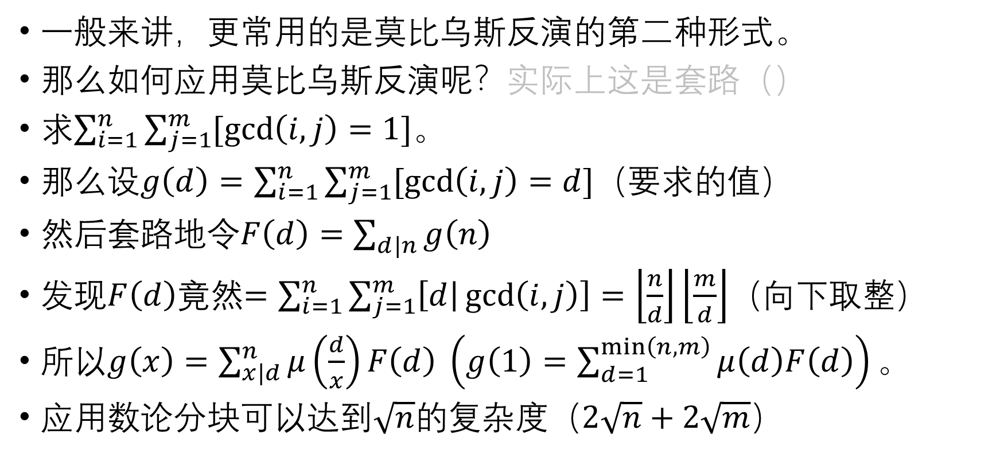 • 一般来讲，更常用的是莫比乌斯反演的第二种形式。
• 那么如何应用莫比乌斯反演呢？实际上这是套路（）
• 求$\sum_{i=1}^{n}\sum_{j=1}^{m}[\gcd(i,j)=1]$。
• 那么设$g(d)=\sum_{i=1}^{n}\sum_{j=1}^{m}[\gcd(i,j)=d]$（要求的值）
• 然后套路地令$F(d)=\sum_{d|n}g(n)$
• 发现$F(d)$竟然$=\sum_{i=1}^{n}\sum_{j=1}^{m}[d|\gcd(i,j)]=\left\lfloor\frac{n}{d}\right\rfloor\left\lfloor\frac{m}{d}\right\rfloor$（向下取整）
• 所以$g(x)=\sum_{x|d}^{n}\mu\left(\frac{d}{x}\right)F(d)\left(g(1)=\sum_{d=1}^{\min(n,m)}\mu(d)F(d)\right)$。
• 应用数论分块可以达到$\sqrt{n}$的复杂度（$2\sqrt{n}+2\sqrt{m}$）